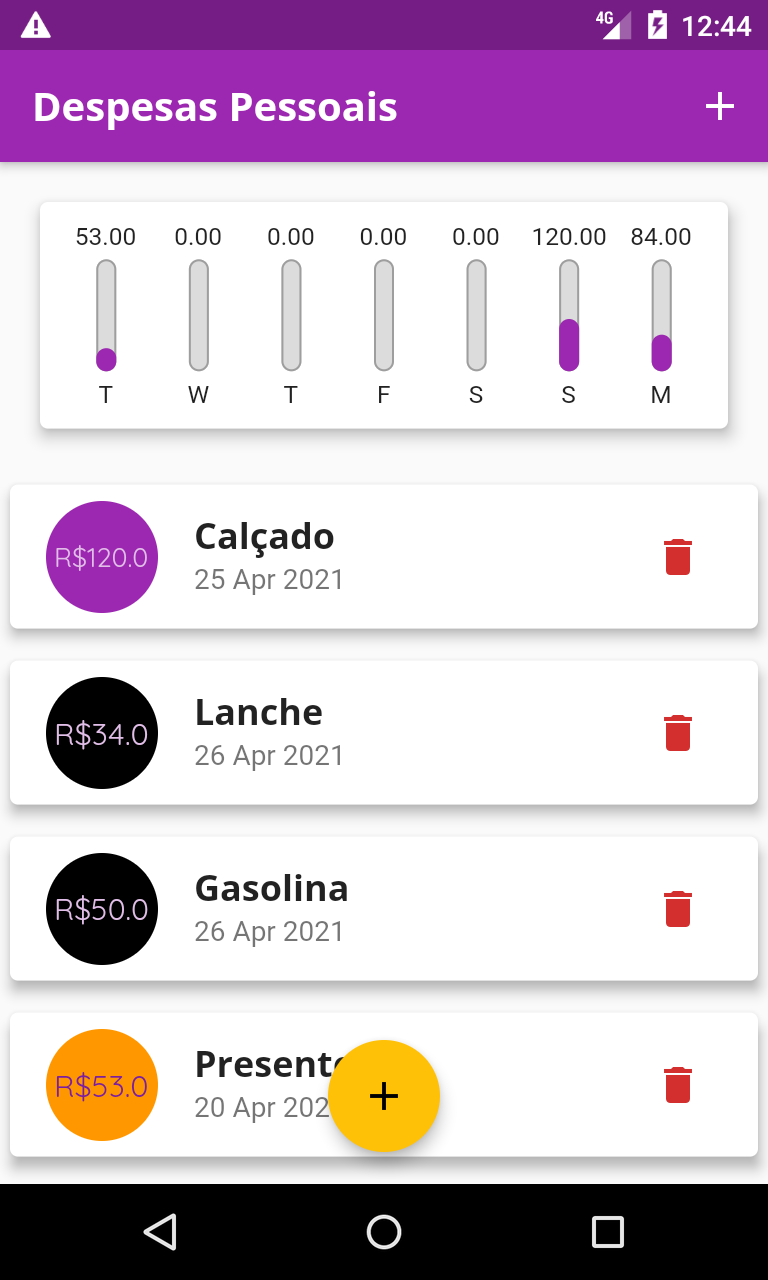 4G 12:44
Despesas Pessoais
53.00 0.00 0.00 0.00 0.00 120.00 84.00
T W T F S S M
R$120.0
Calçado
25 Apr 2021
R$34.0
Lanche
26 Apr 2021
R$50.0
Gasolina
26 Apr 2021
R$53.0
Present
20 Apr 202